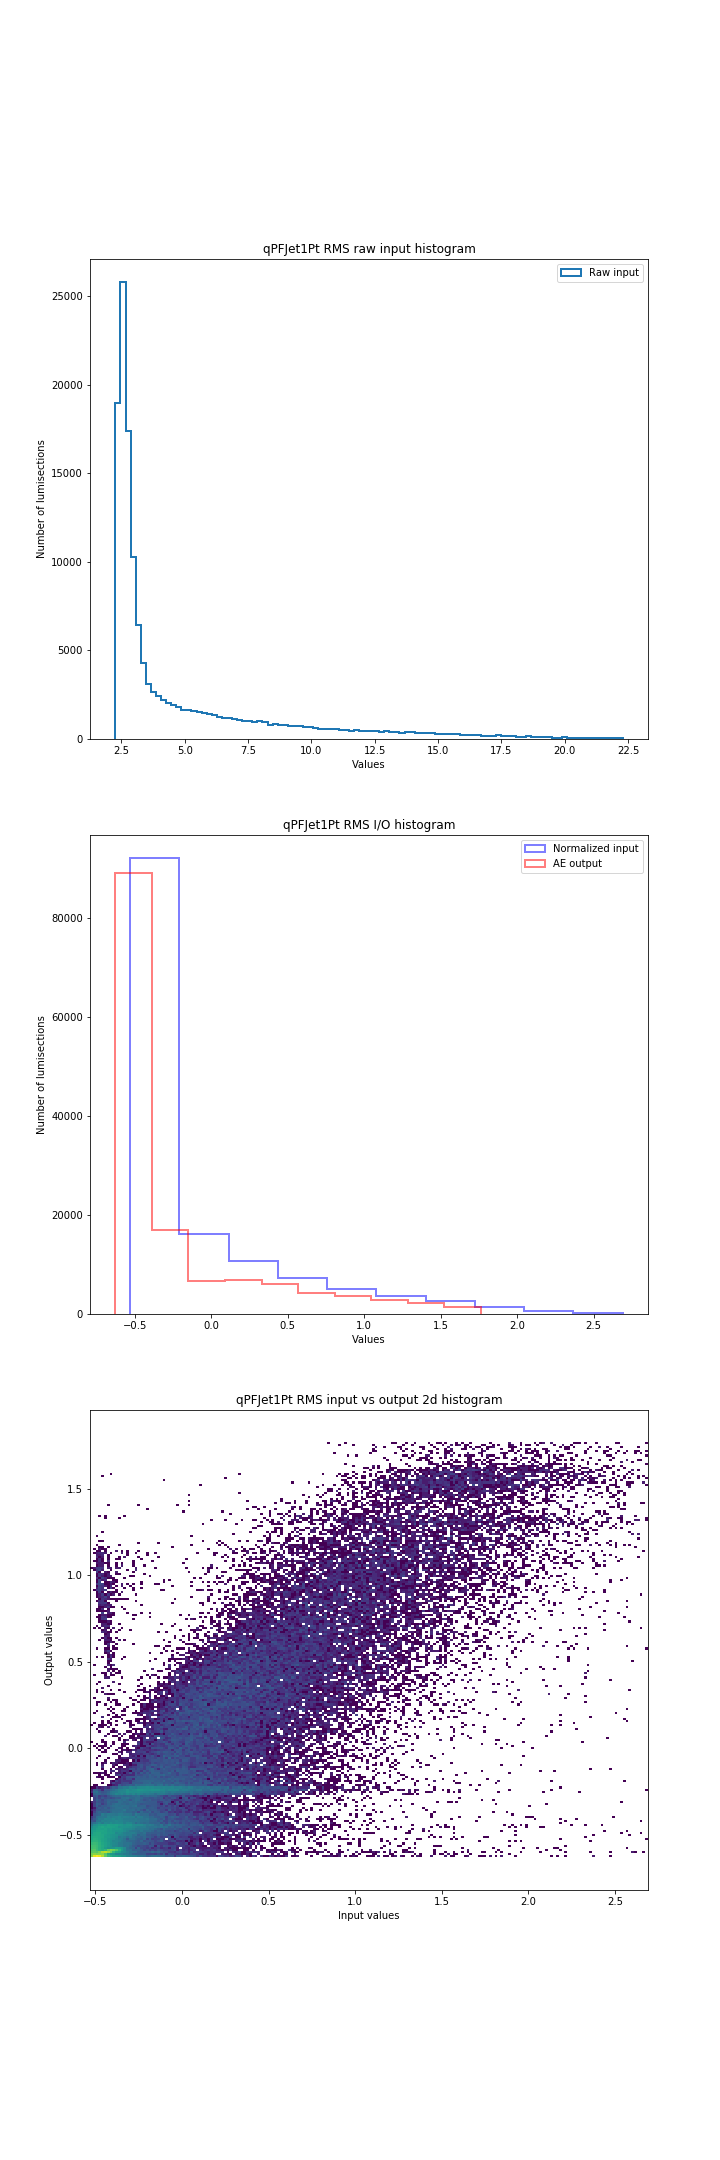 qPFJet1Pt RMS raw input histogram
Raw input
25000
20000
15000
10000
5000
0
Number of lumisections
2.5 5.0 7.5 10.0 12.5 15.0 17.5 20.0 22.5
Values
qPFJet1Pt RMS I/O histogram
Normalized input
AE output
80000
60000
40000
20000
0
Number of lumisections
−0.5 0.0 0.5 1.0 1.5 2.0 2.5
Values
qPFJet1Pt RMS input vs output 2d histogram
1.5
1.0
0.5
0.0
−0.5
Output values
−0.5 0.0 0.5 1.0 1.5 2.0 2.5
Input values